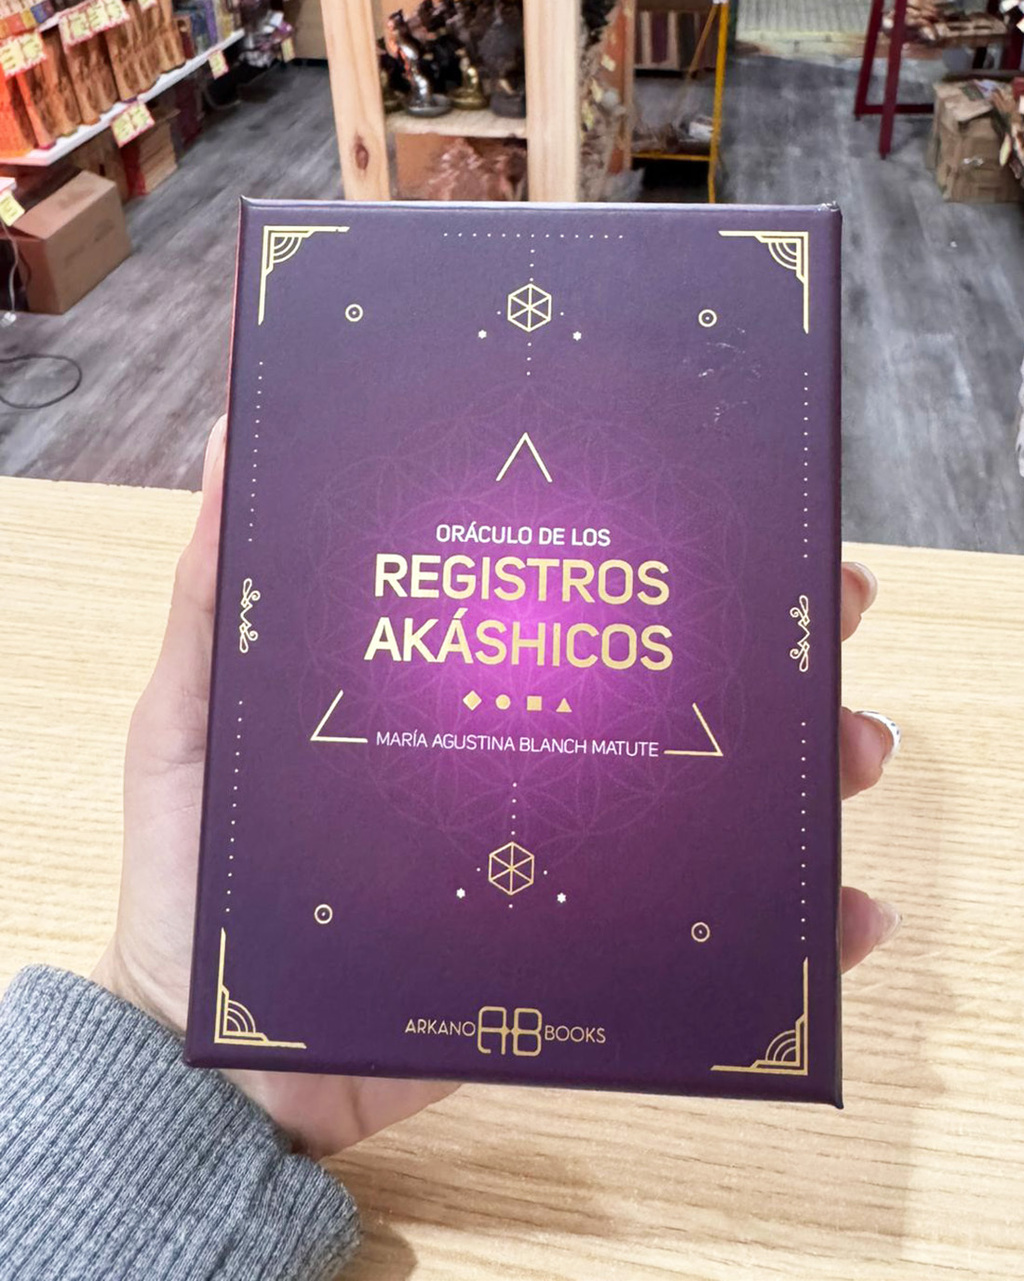 ORÁCULO DE LOS
REGISTROS
AKÁSHICOS
MARÍA AGUSTINA BLANCH MATUTE
ARKANO AB BOOKS